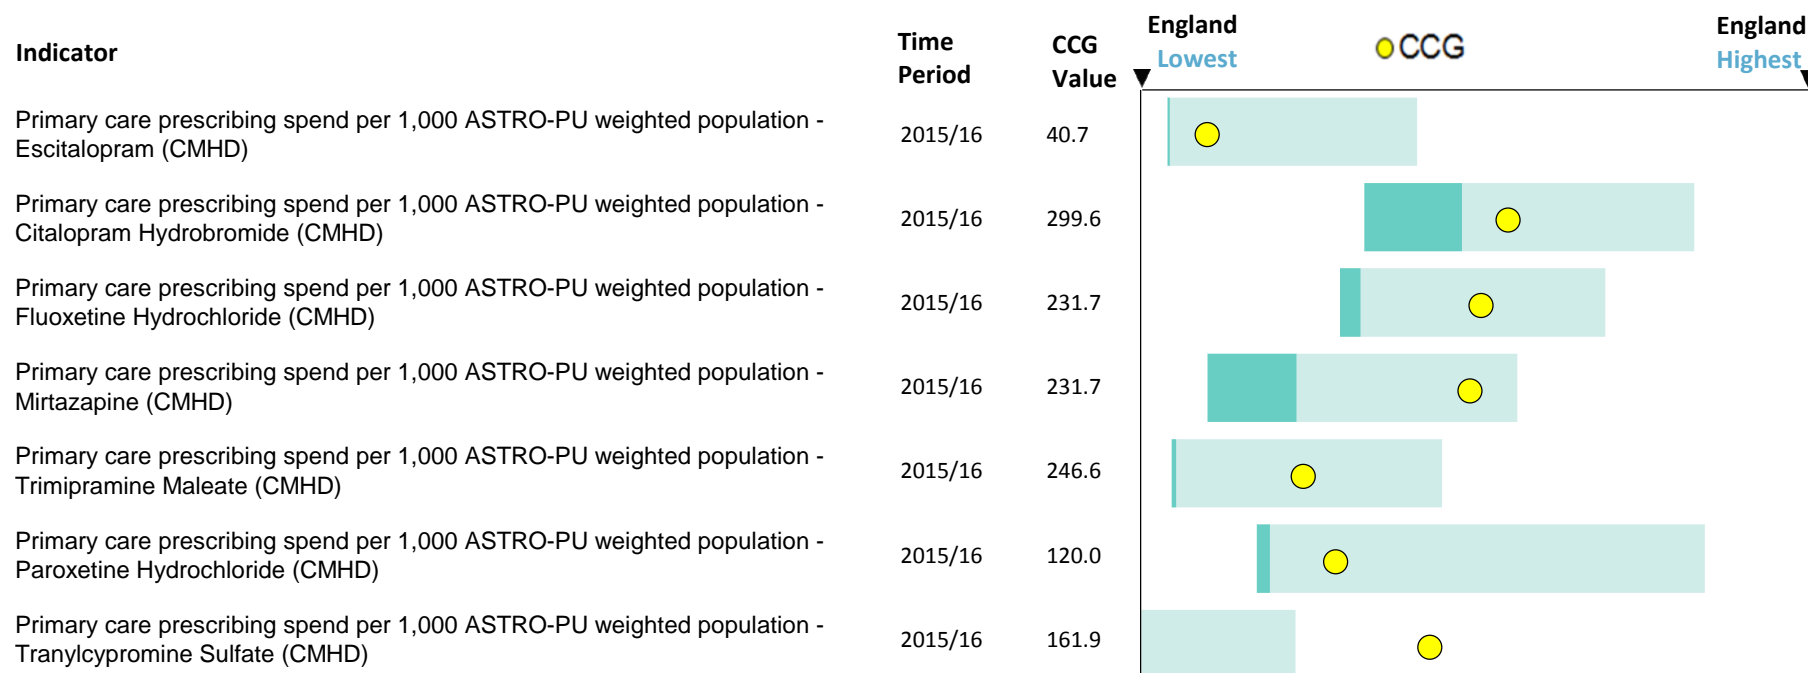 Indicator
Time
Period
CCG
Value
England
Lowest
CCG
England
Highest
Primary care prescribing spend per 1,000 ASTRO-PU weighted population -
Escitalopram (CMHD)
2015/16
40.7
Primary care prescribing spend per 1,000 ASTRO-PU weighted population -
Citalopram Hydrobromide (CMHD)
2015/16
299.6
Primary care prescribing spend per 1,000 ASTRO-PU weighted population -
Fluoxetine Hydrochloride (CMHD)
2015/16
231.7
Primary care prescribing spend per 1,000 ASTRO-PU weighted population -
Mirtazapine (CMHD)
2015/16
231.7
Primary care prescribing spend per 1,000 ASTRO-PU weighted population -
Trimipramine Maleate (CMHD)
2015/16
246.6
Primary care prescribing spend per 1,000 ASTRO-PU weighted population -
Paroxetine Hydrochloride (CMHD)
2015/16
120.0
Primary care prescribing spend per 1,000 ASTRO-PU weighted population -
Tranylcypromine Sulfate (CMHD)
2015/16
161.9